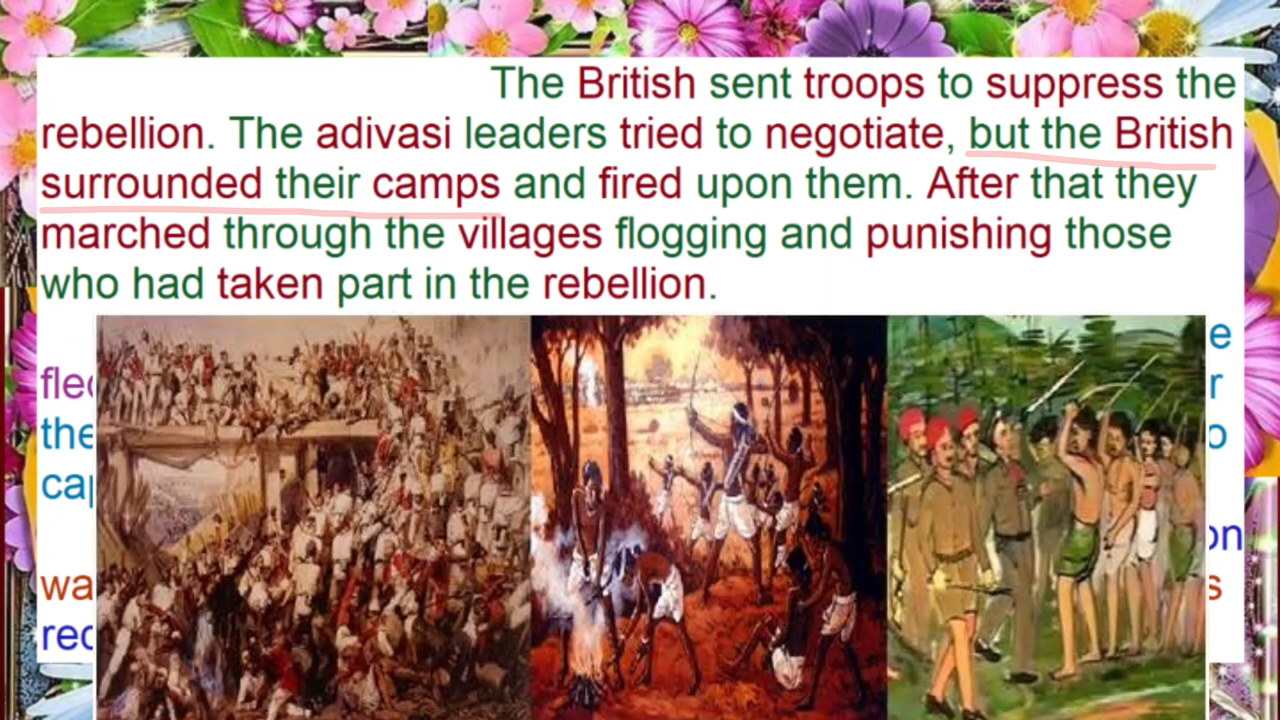 The British sent troops to suppress the
rebellion. The adivasi leaders tried to negotiate, but the British
surrounded their camps and fired upon them. After that they
marched through the villages flogging and punishing those
who had taken part in the rebellion.